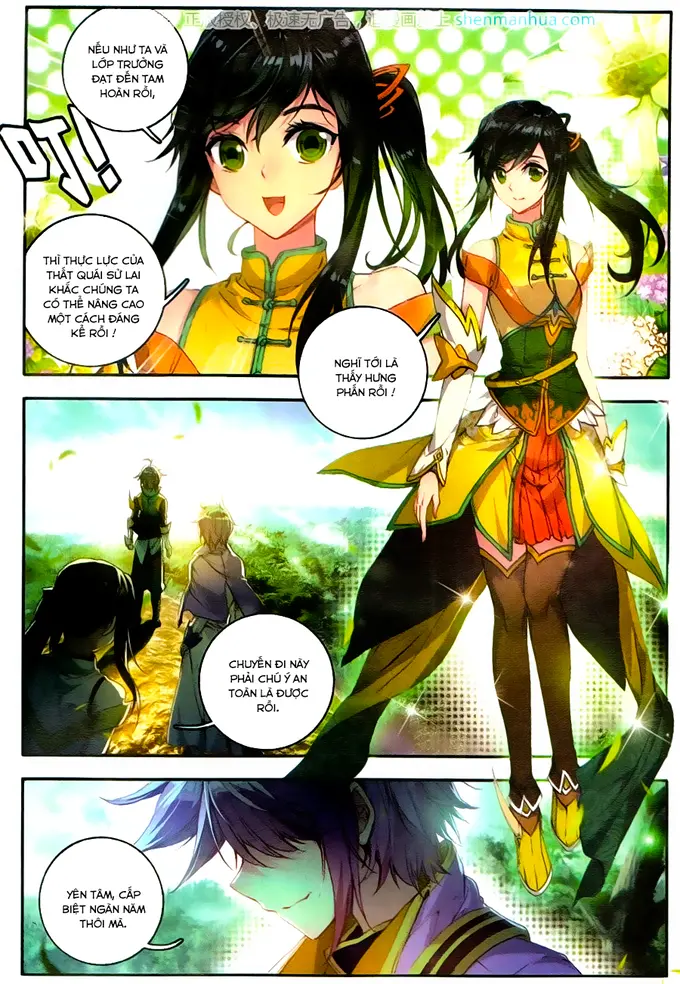 正版授权、极速无广告，汇漫画 上 shenmanhua.com
NẾU NHƯ TA VÀ
LỚP TRƯỞNG
ĐẠT ĐẾN TAM
HOÀN RỒI,
叮!
THÌ THỰC LỰC CỦA
THẤT QUÁI SỬ LAI
KHẮC CHÚNG TA
CÓ THỂ NÂNG CAO
MỘT CÁCH ĐÁNG
KỂ RỒI !
NGHĨ TỚI LÀ
THẤY HƯNG
PHẤN RỒI !
CHUYẾN ĐI NÀY
PHẢI CHÚ Ý AN
TOÀN LÀ ĐƯỢC
RỒI.
YÊN TÂM, CẤP
BIỆT NGÀN NĂM
THÔI MÀ.